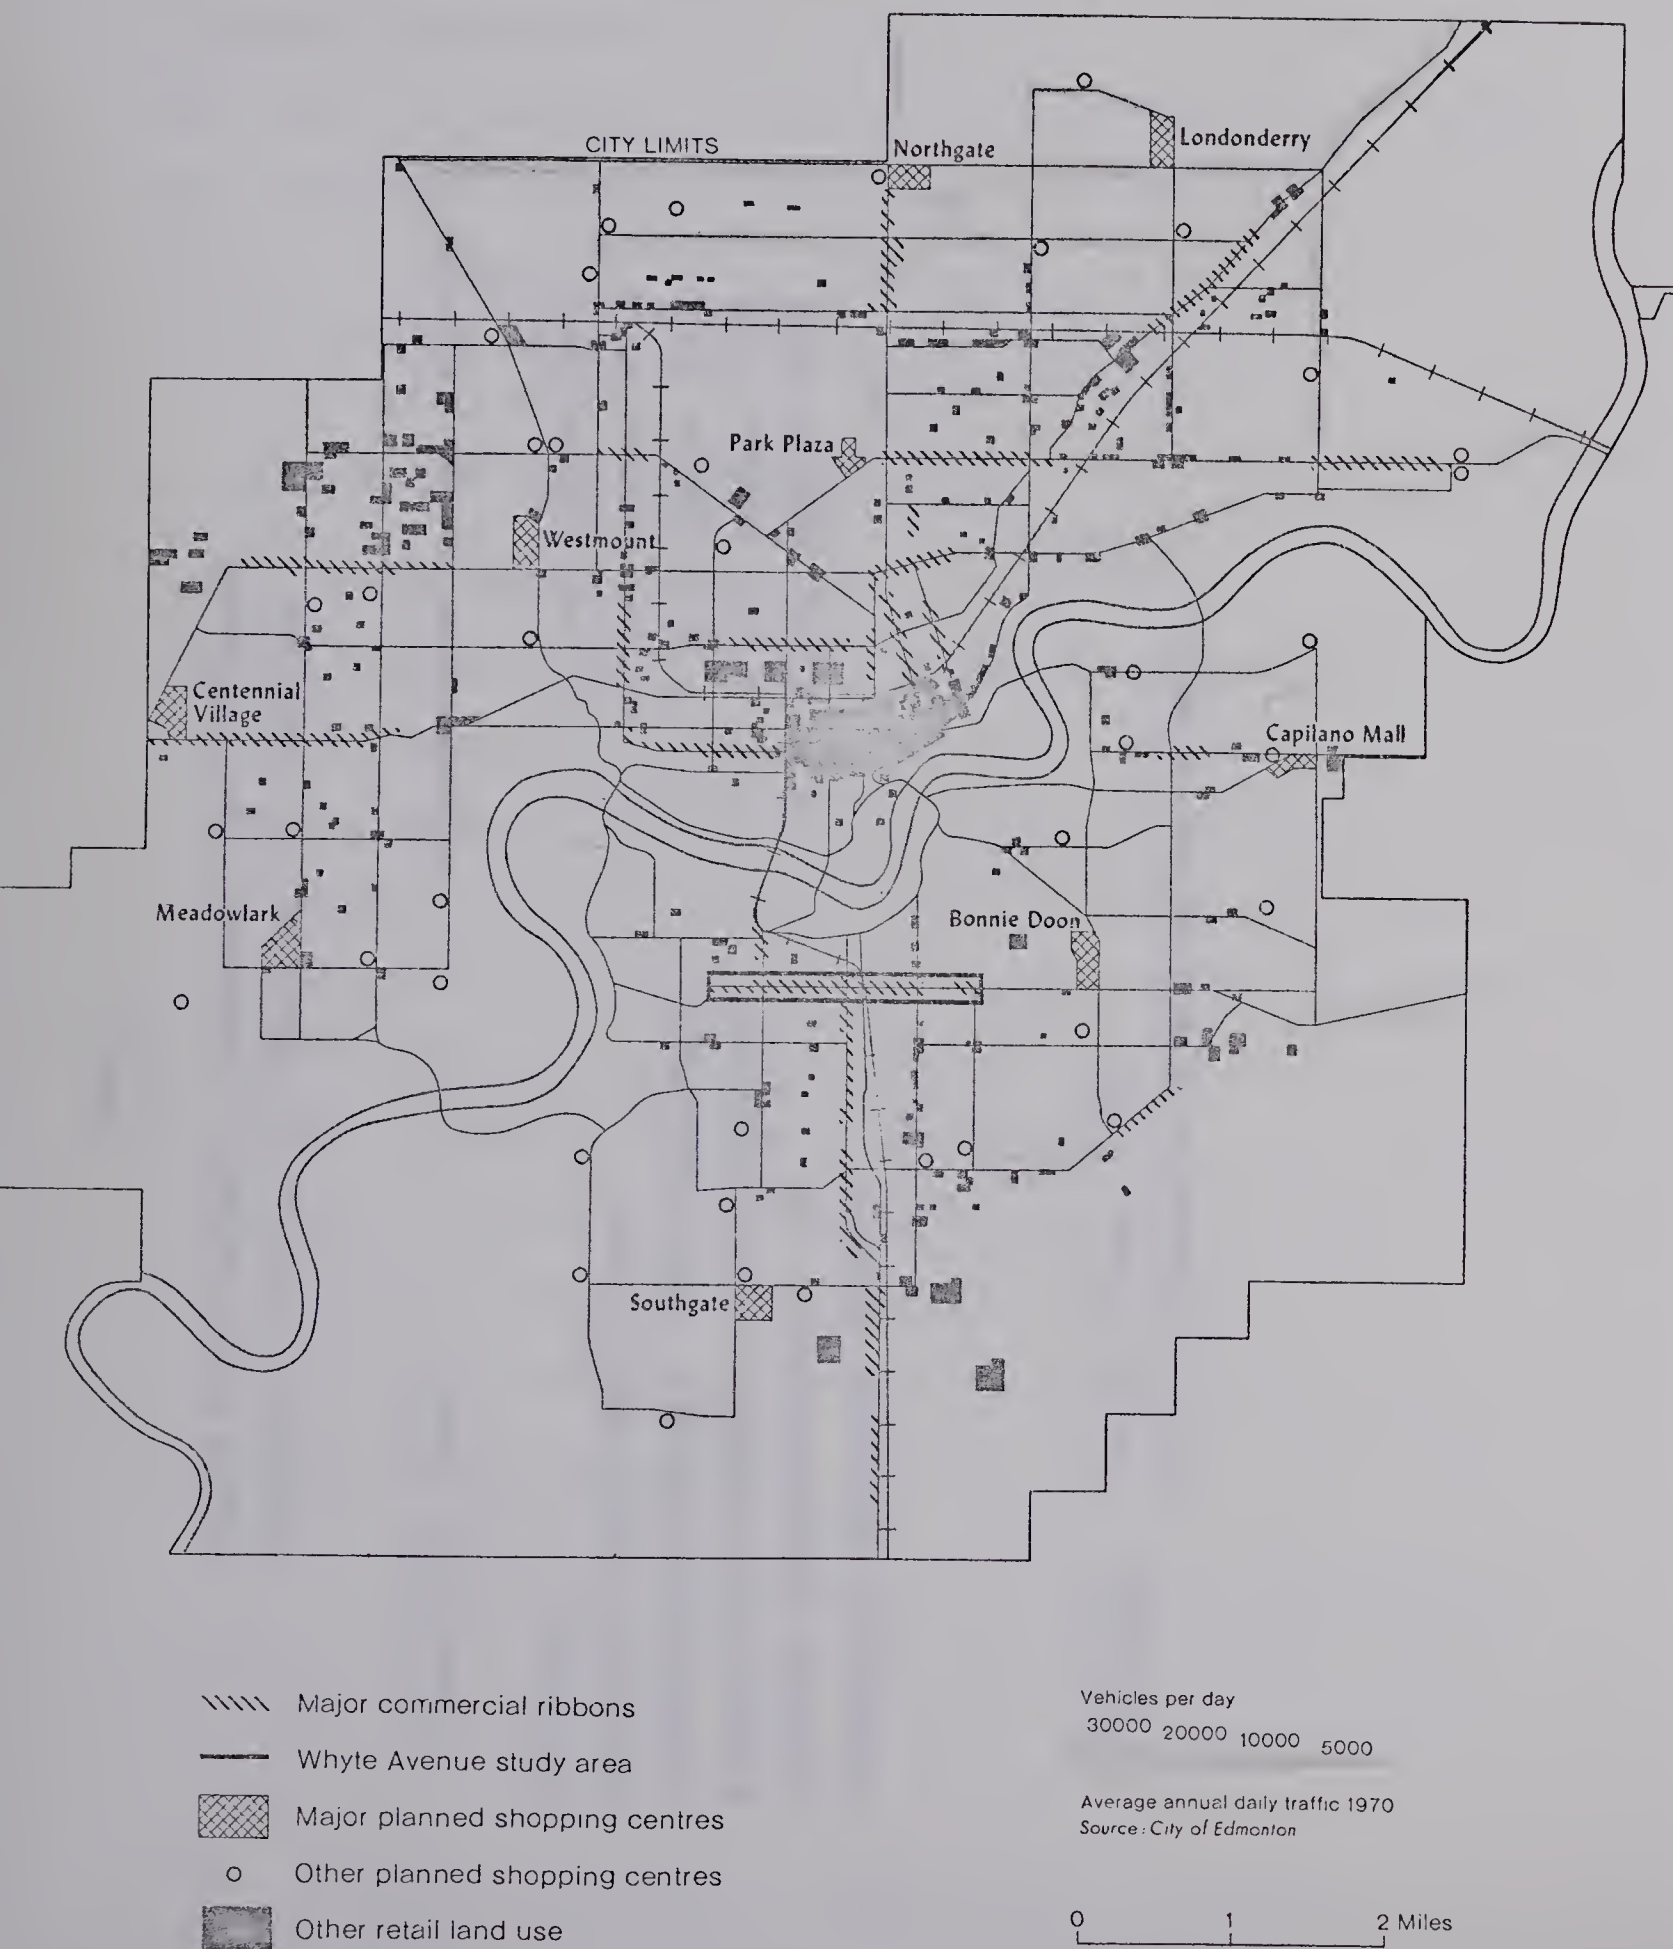 CITY LIMITS
Northgate
Londonderry
Park Plaza
Westmount
Centennial
Village
Capilano Mall
Meadowlark
Bonnie Doon
Southgate
Major commercial ribbons
Whyte Avenue study area
Major planned shopping centres
Other planned shopping centres
Other retail land use
Vehicles per day
30000 20000 10000 5000
Average annual daily traffic 1970
Source: City of Edmonton
0 1 2 Miles